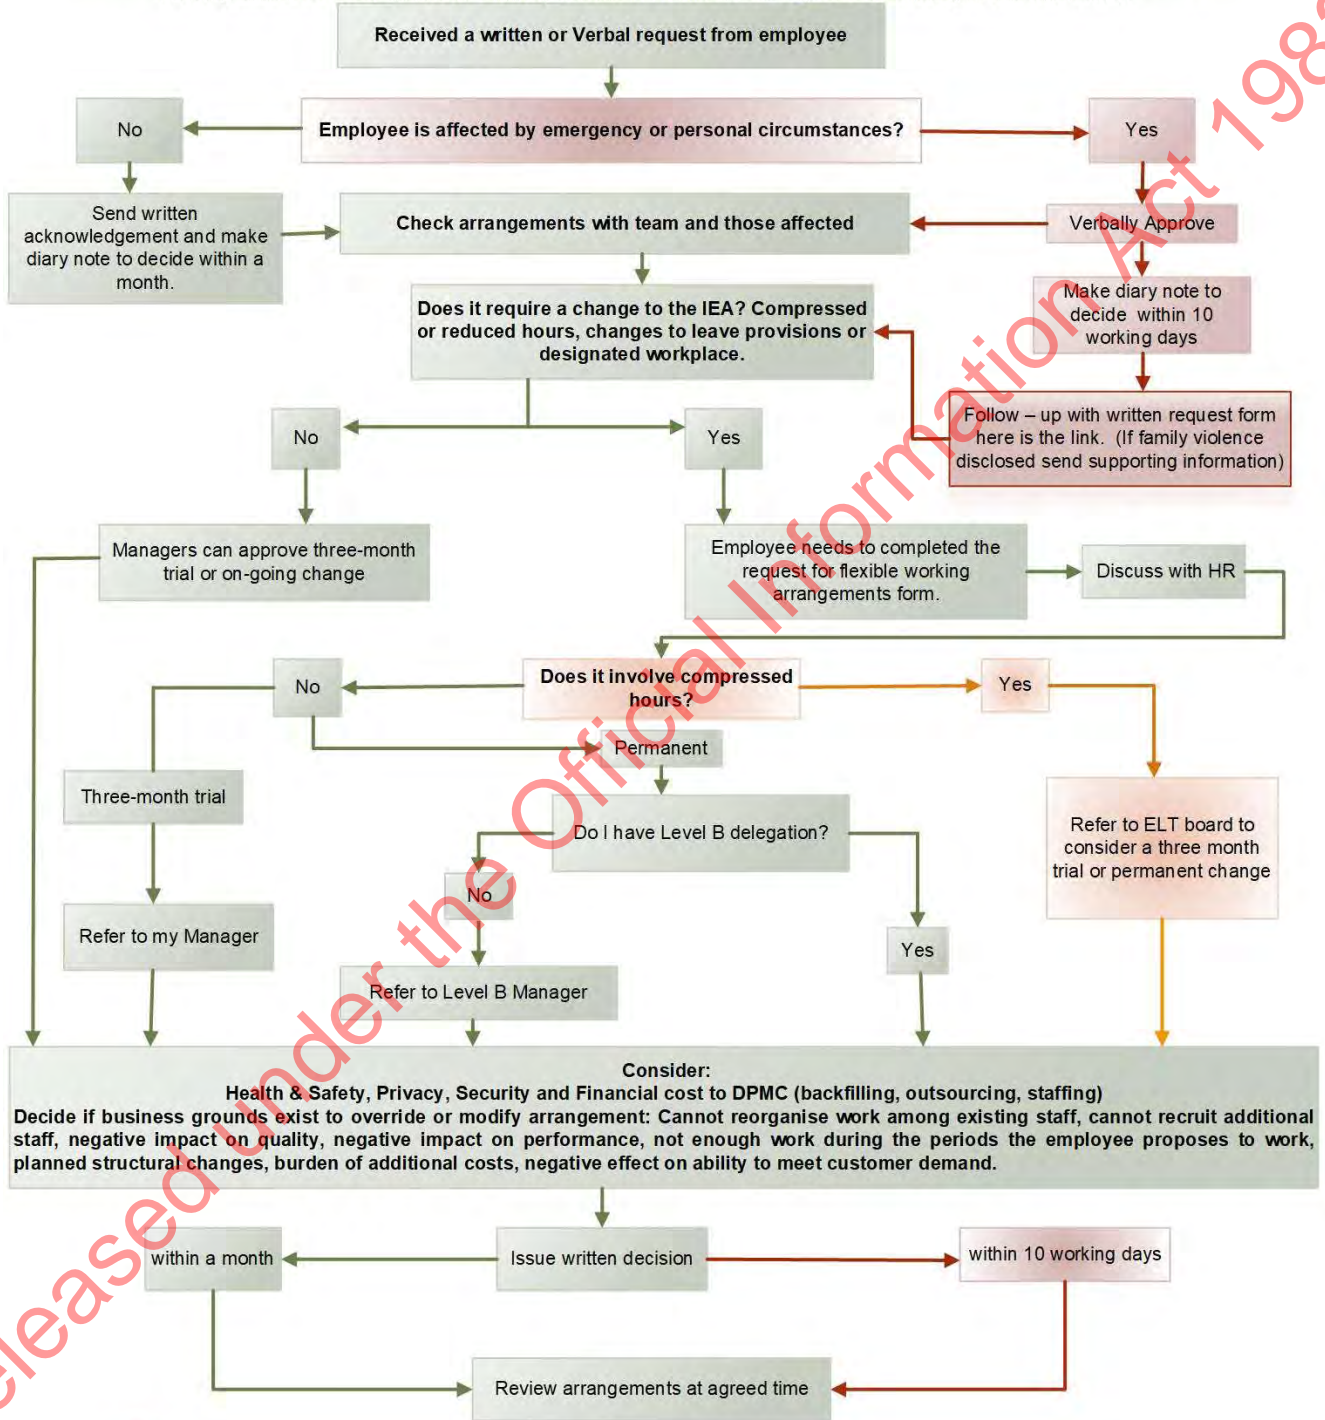 Received a written or Verbal request from employee
No
Employee is affected by emergency or personal circumstances?
Yes
Send written
acknowledgement and make
diary note to decide within a
month.
Check arrangements with team and those affected
Verbally Approve
Make diary note to
decide within 10
working days
Does it require a change to the IEA? Compressed
or reduced hours, changes to leave provisions or
designated workplace.
Follow – up with written request form
here is the link. (If family violence
disclosed send supporting information)
No
Yes
Managers can approve three-month
trial or on-going change
Employee needs to completed the
request for flexible working
arrangements form.
Discuss with HR
Does it involve compressed
hours?
No
Yes
Permanent
Three-month trial
Do I have Level B delegation?
Refer to ELT board to
consider a three month
trial or permanent change
No
Refer to my Manager
Yes
Refer to Level B Manager
Consider:
Health & Safety, Privacy, Security and Financial cost to DPMC (backfilling, outsourcing, staffing)
Decide if business grounds exist to override or modify arrangement: Cannot reorganise work among existing staff, cannot recruit additional
staff, negative impact on quality, negative impact on performance, not enough work during the periods the employee proposes to work,
planned structural changes, burden of additional costs, negative effect on ability to meet customer demand.
within a month
Issue written decision
within 10 working days
Review arrangements at agreed time
eleased under the Official Information Act 198